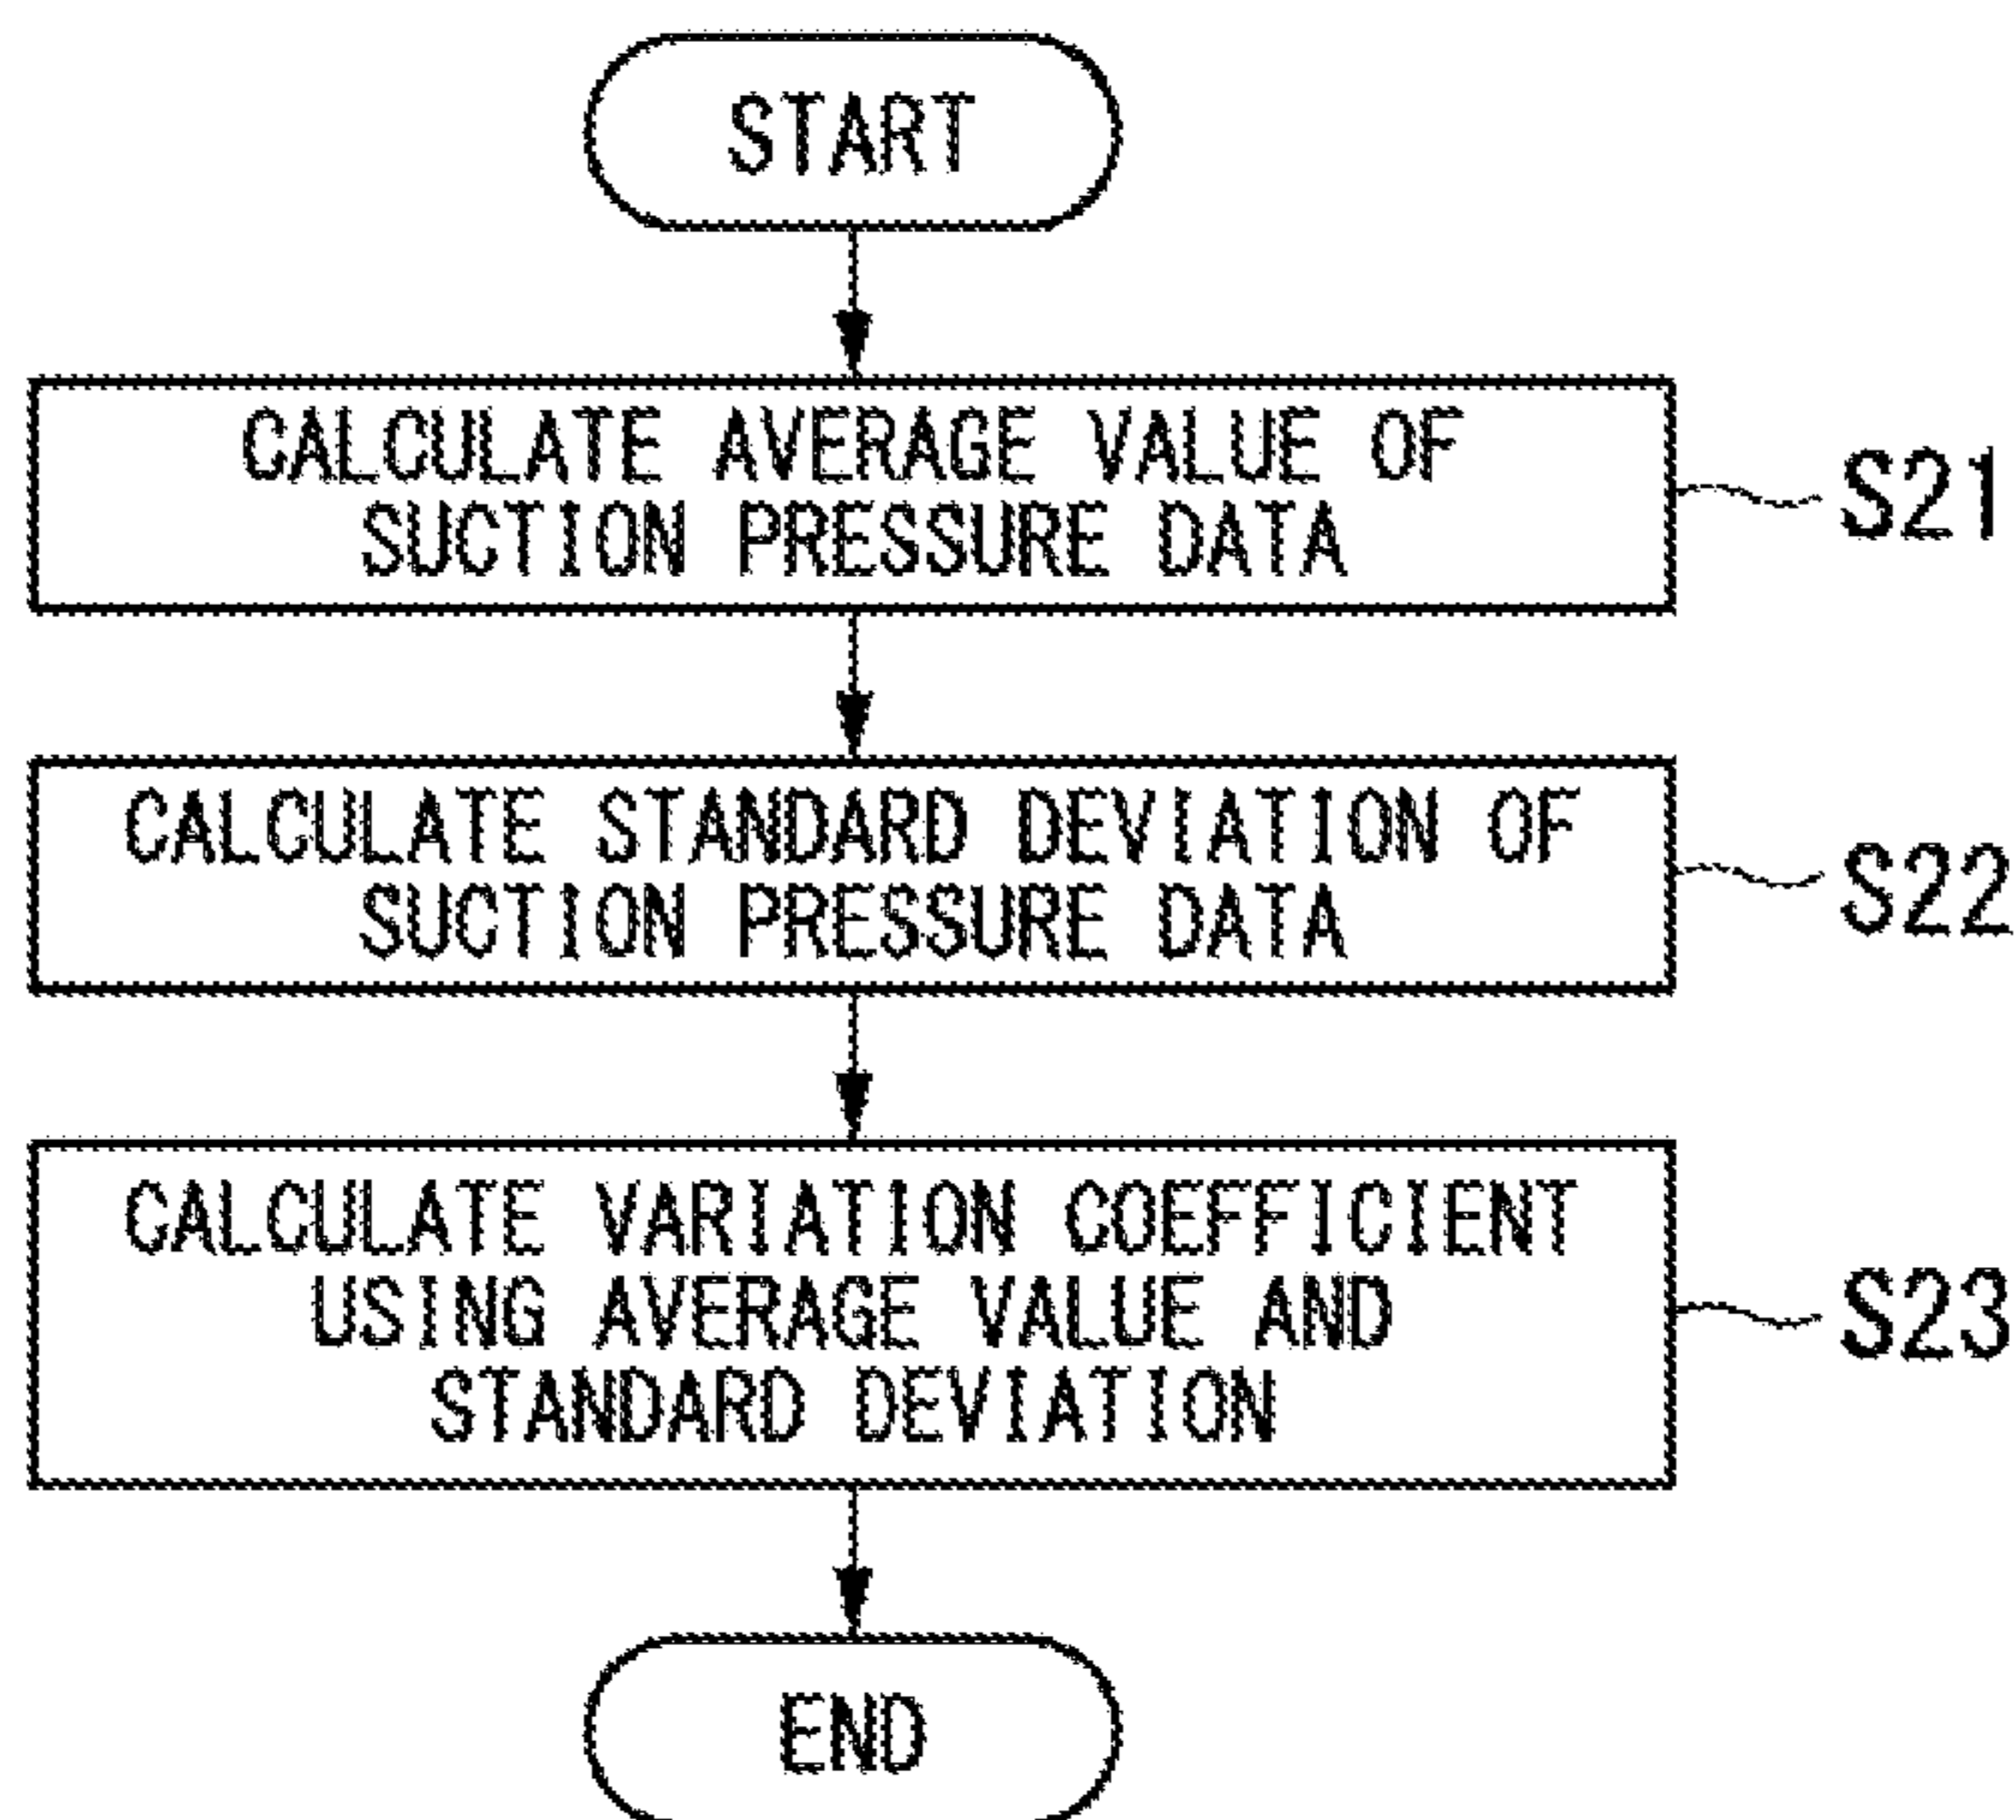 START
CALCULATE AVERAGE VALUE OF
SUCTION PRESSURE DATA
S21
CALCULATE STANDARD DEVIATION OF
SUCTION PRESSURE DATA
S22
CALCULATE VARIATION COEFFICIENT
USING AVERAGE VALUE AND
STANDARD DEVIATION
S23
END